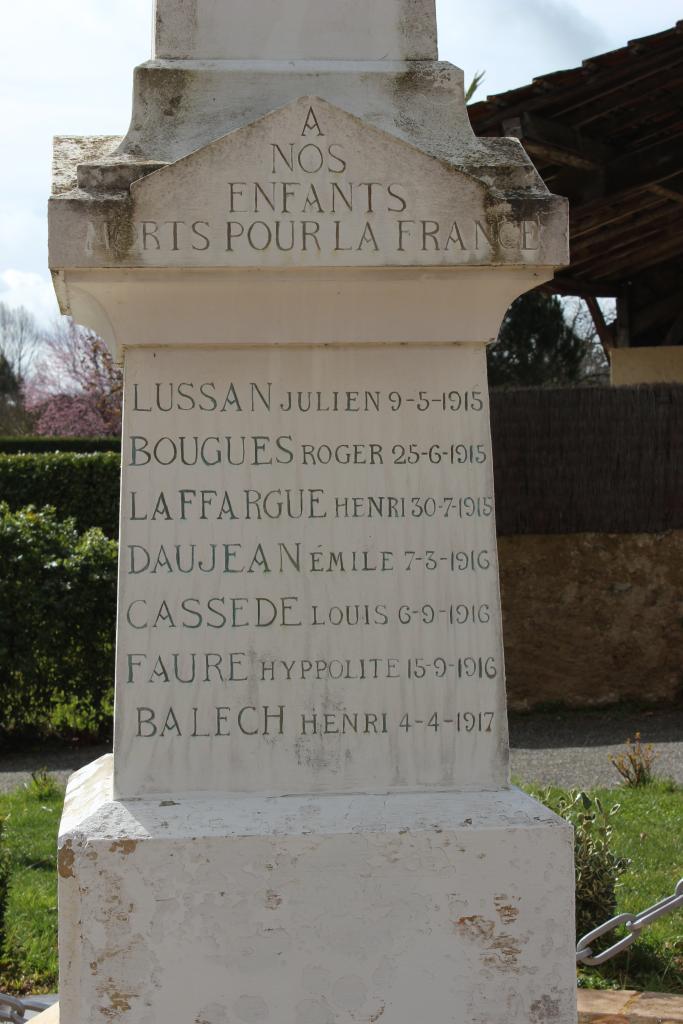 A
NOS
ENFANTS
MORTS POUR LA FRANCE
LUSSAN JULIEN 9-5-1915
BOUGUES ROGER 25-6-1915
LAFFARGUE HENRI 30-7-1915
DAUJEAN ÉMILE 7-3-1916
CASSEDE LOUIS 6-9-1916
FAURE HYPPOLITE 15-9-1916
BALECH HENRI 4-4-1917